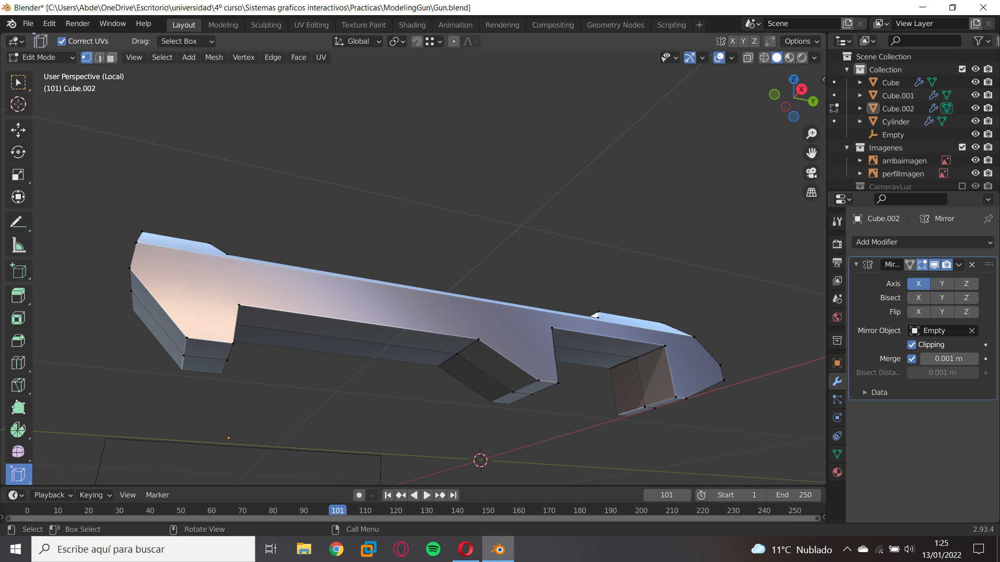 Blender* [C:\Users\Abde\OneDrive\Escritorio\universidad\4º curso\Sistemas graficos interactivos\Practicas\ModelingGun\Gun.blend]
File Edit Render Window Help Layout Modeling Sculpting UV Editing Texture Paint Shading Animation Rendering Compositing Geometry Nodes Scripting + Scene View Layer
Correct UVs Drag: Select Box Global X Y Z Options
Edit Mode View Select Add Mesh Vertex Edge Face UV
User Perspective (Local)
(101) Cube.002
Z
X
Y
Scene Collection
Collection
Cube
Cube.001
Cube.002
Cylinder
Empty
Imagenes
arribaimagen
perfilImagen
CamerayLuz
Cube.002 Mirror
Add Modifier
Mir...
Axis X Y Z
Bisect X Y Z
Flip X Y Z
Mirror Object Empty
Clipping
Merge 0.001 m
Bisect Dista... 0.001 m
Data
Playback Keying View Marker 101 Start 1 End 250
0 10 20 30 40 50 60 70 80 90 101 110 120 130 140 150 160 170 180 190 200 210 220 230 240 250
Select Box Select Rotate View Call Menu 2.93.4
Escribe aquí para buscar 11°C Nublado 1:25
13/01/2022